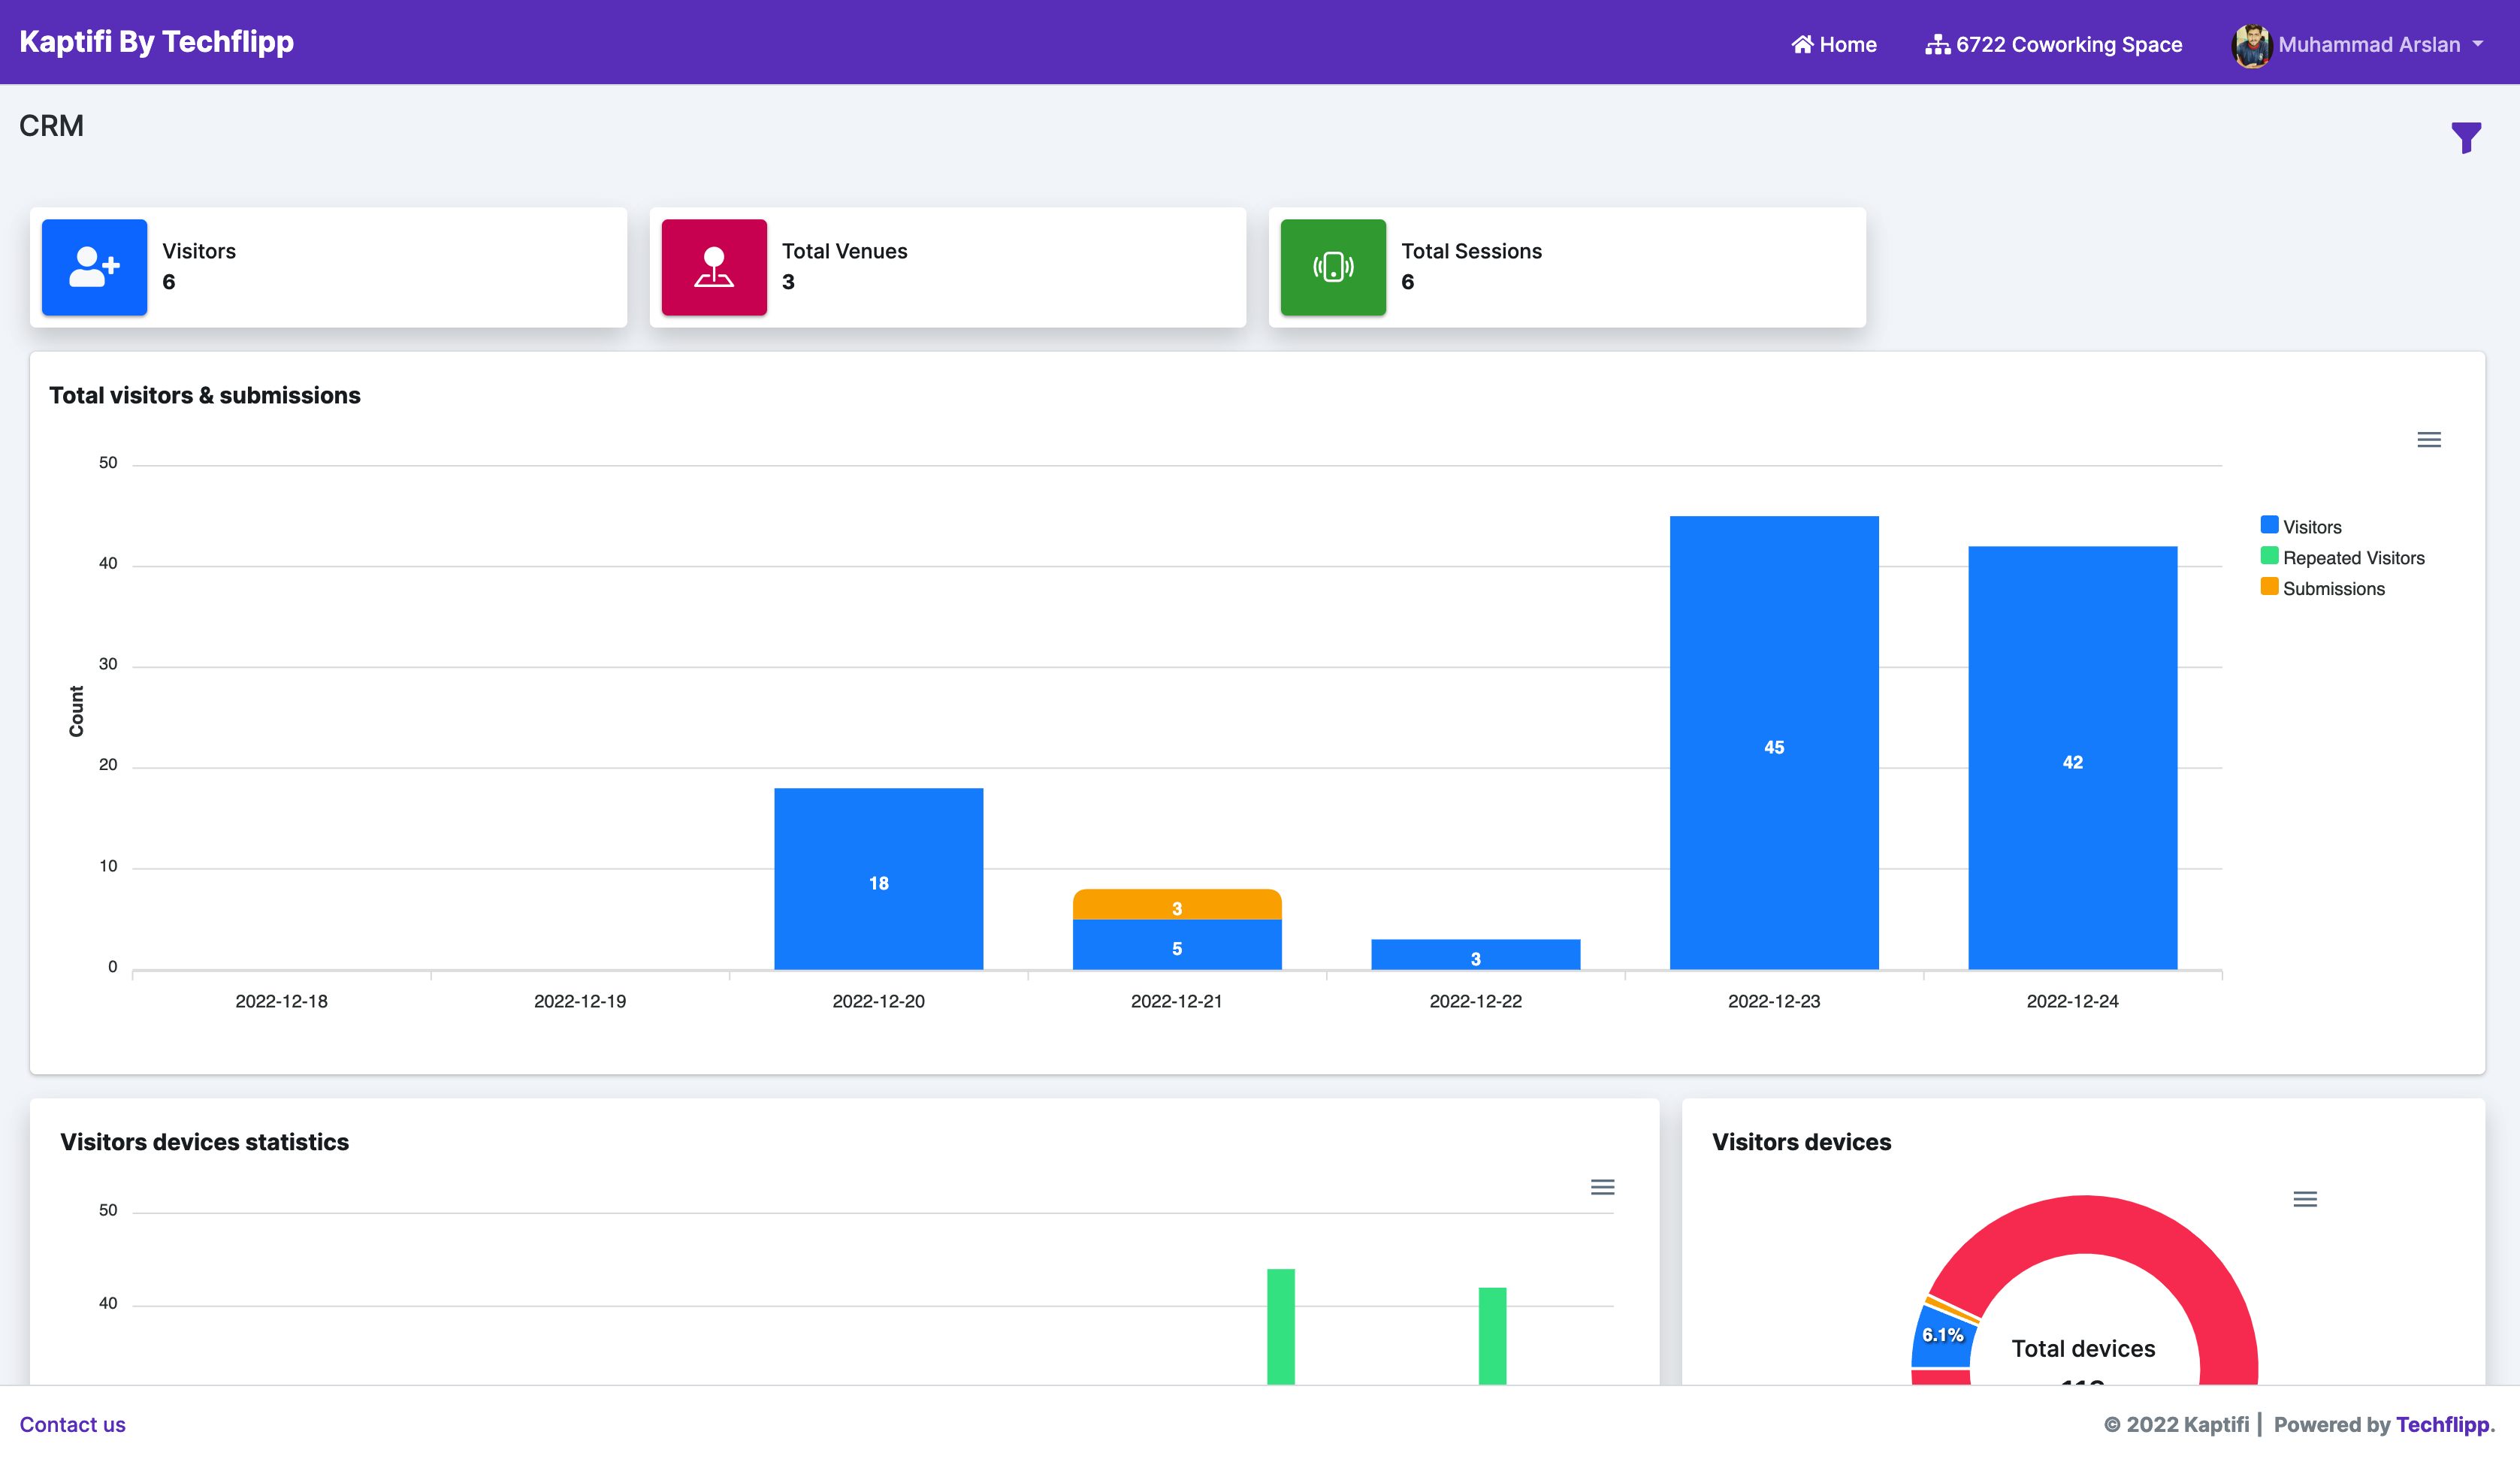 Kaptifi By Techflipp
Home
6722 Coworking Space
Muhammad Arslan
CRM
Visitors
6
Total Venues
3
Total Sessions
6
Total visitors & submissions
50
40
30
20
10
0
Count
18
3
5
3
45
42
2022-12-18
2022-12-19
2022-12-20
2022-12-21
2022-12-22
2022-12-23
2022-12-24
Visitors
Repeated Visitors
Submissions
Visitors devices statistics
50
40
Visitors devices
6.1%
Total devices
Contact us
© 2022 Kaptifi | Powered by Techflipp.